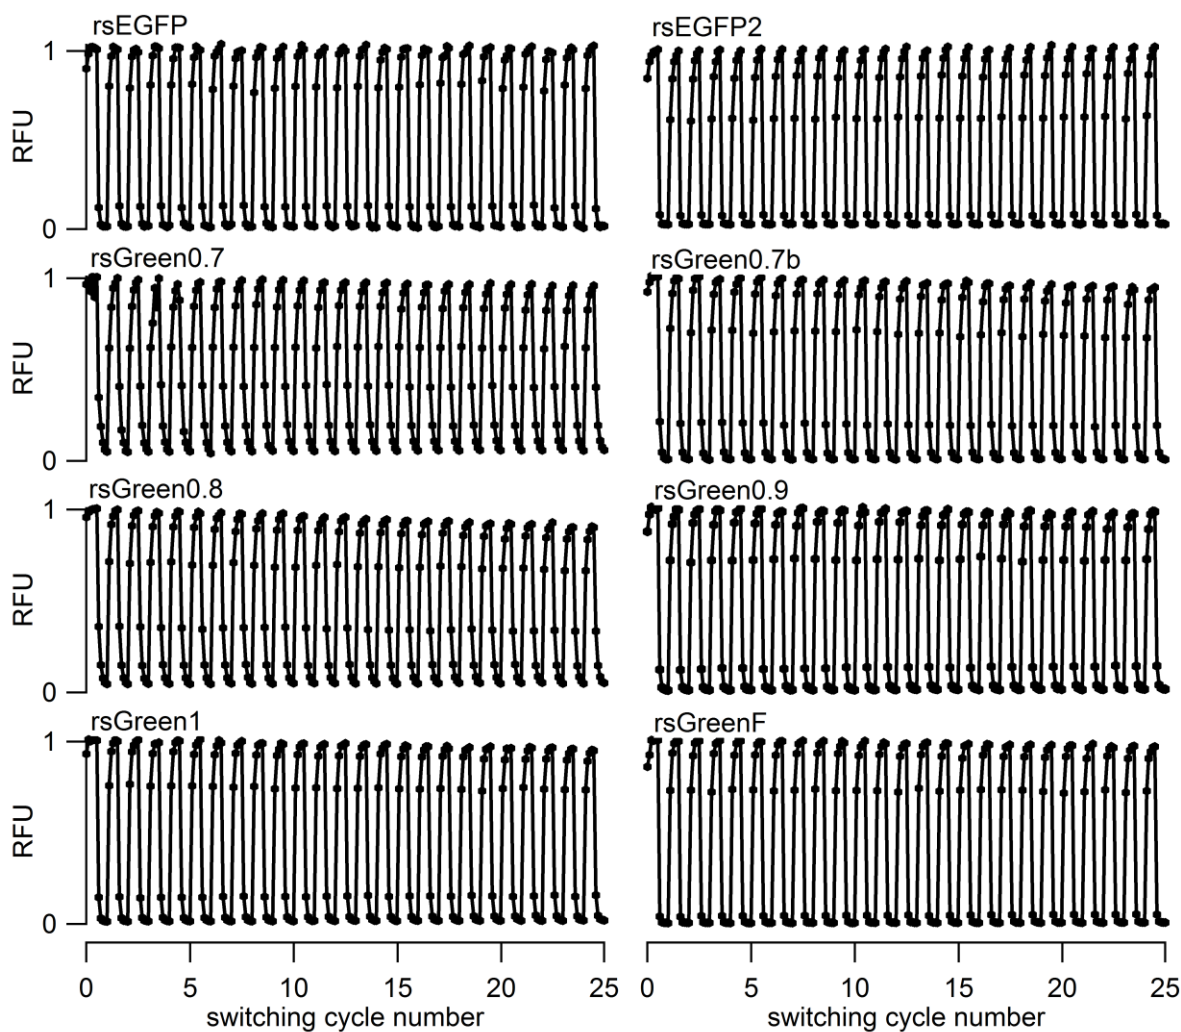 rsEGFP
rsEGFP2
1
RFU
0
rsGreen0.7
rsGreen0.7b
1
RFU
0
rsGreen0.8
rsGreen0.9
1
RFU
0
rsGreen1
rsGreenF
1
RFU
0
0 5 10 15 20 25
0 5 10 15 20 25
switching cycle number
switching cycle number